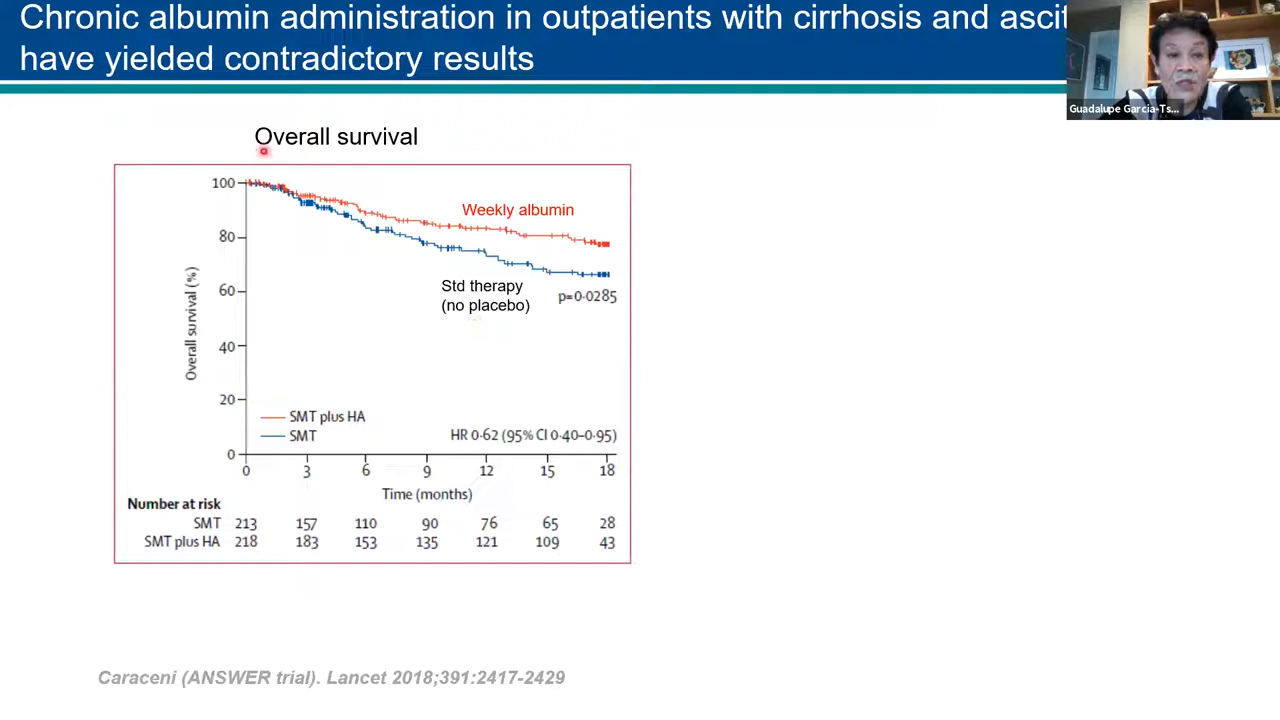 Chronic albumin administration in outpatients with cirrhosis and
have yielded contradictory results
Guadalupe Garcia-Ts...
Overall survival
100
80
60
40
20
0
Overall survival (%)
Weekly albumin
Std therapy
(no placebo)
p=0·0285
SMT plus HA
SMT
HR 0·62 (95% CI 0·40–0·95)
0 3 6 9 12 15 18
Time (months)
Number at risk
SMT 213 157 110 90 76 65 28
SMT plus HA 218 183 153 135 121 109 43
Caraceni (ANSWER trial). Lancet 2018;391:2417-2429